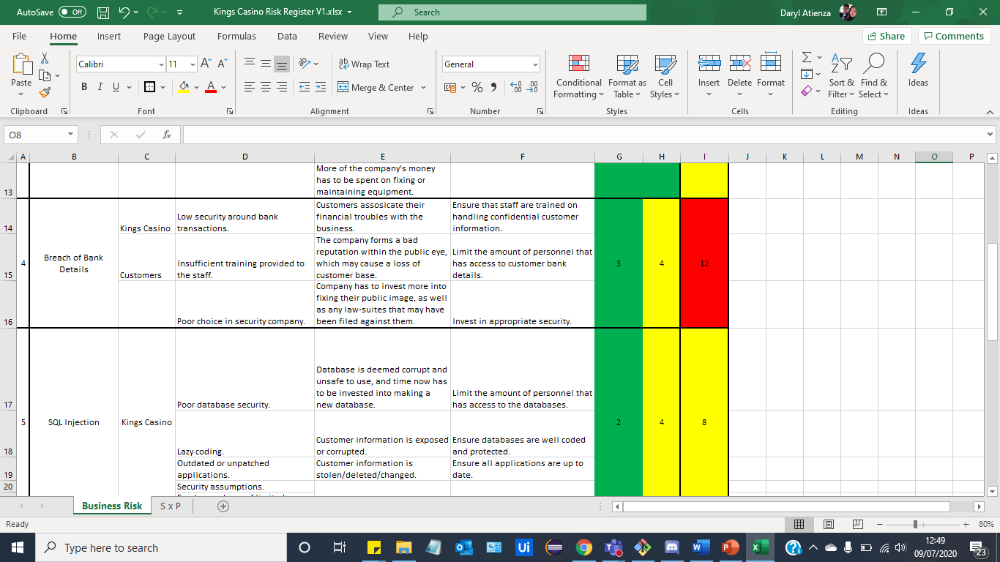 AutoSave Off Kings Casino Risk Register V1.xlsx Search Daryl Atienza
File Home Insert Page Layout Formulas Data Review View Help Share Comments
Paste
Clipboard
Calibri 11
B I U
Font
Wrap Text
Merge & Center
Alignment
General
Number
Conditional
Formatting
Format as
Table
Cell
Styles
Styles
Insert Delete Format
Cells
Sort &
Filter
Find &
Select
Editing
Ideas
Ideas
O8 fx
A B C D E F G H I J K L M N O P
13
More of the company's money
has to be spent on fixing or
maintaining equipment.
4
Breach of Bank
Details
14
Kings Casino
Low security around bank
transactions.
Customers assosicate their
financial troubles with the
business.
Ensure that staff are trained on
handling confidential customer
information.
15
Customers
Insufficient training provided to
the staff.
The company forms a bad
reputation within the public eye,
which may cause a loss of
customer base.
Limit the amount of personnel that
has access to customer bank
details.
3 4 12
16
Poor choice in security company.
Company has to invest more into
fixing their public image, as well
as any law-suites that may have
been filed against them.
Invest in appropriate security.
17
Poor database security.
Database is deemed corrupt and
unsafe to use, and time now has
to be invested into making a
new database.
Limit the amount of personnel that
has access to the databases.
5 SQL Injection Kings Casino 2 4 8
18
Lazy coding.
Customer information is exposed
or corrupted.
Ensure databases are well coded
and protected.
19
Outdated or unpatched
applications.
Customer information is
stolen/deleted/changed.
Ensure all applications are up to
date.
20
Security assumptions.
Business Risk S x P
Ready 80%
Type here to search
12:49
09/07/2020
23